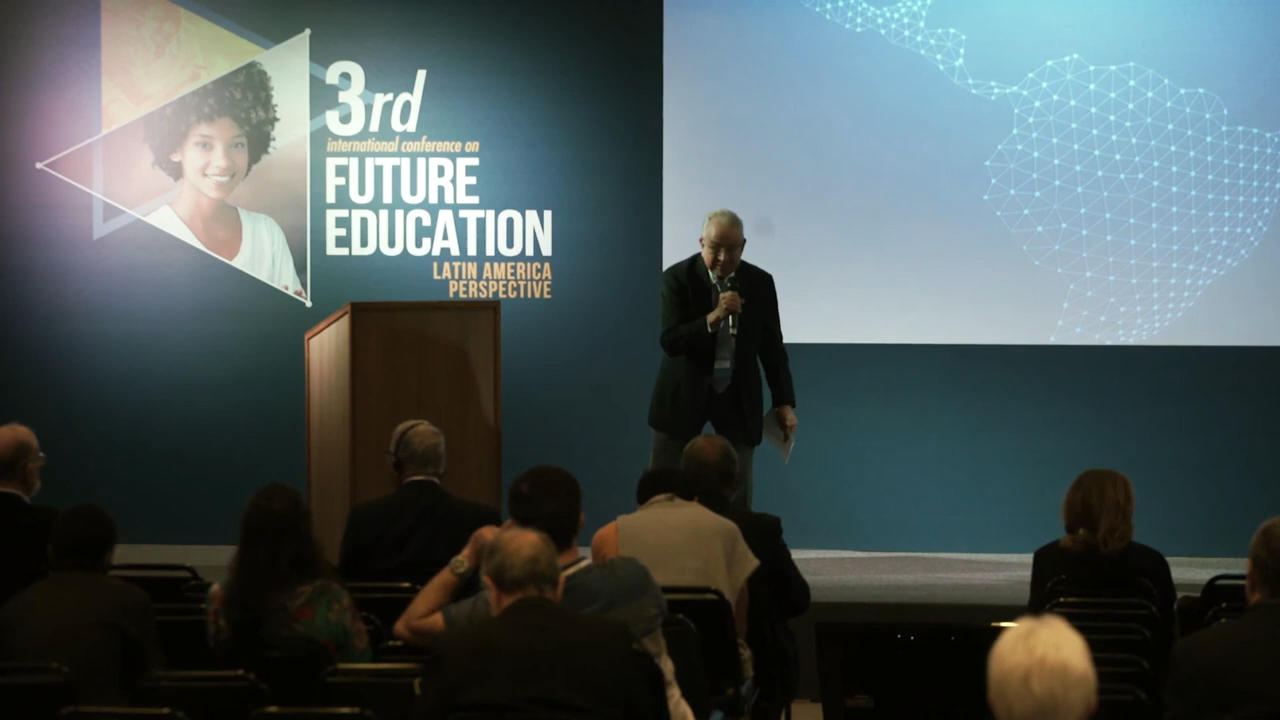 3rd
international conference on
FUTURE
EDUCATION
LATIN AMERICA
PERSPECTIVE